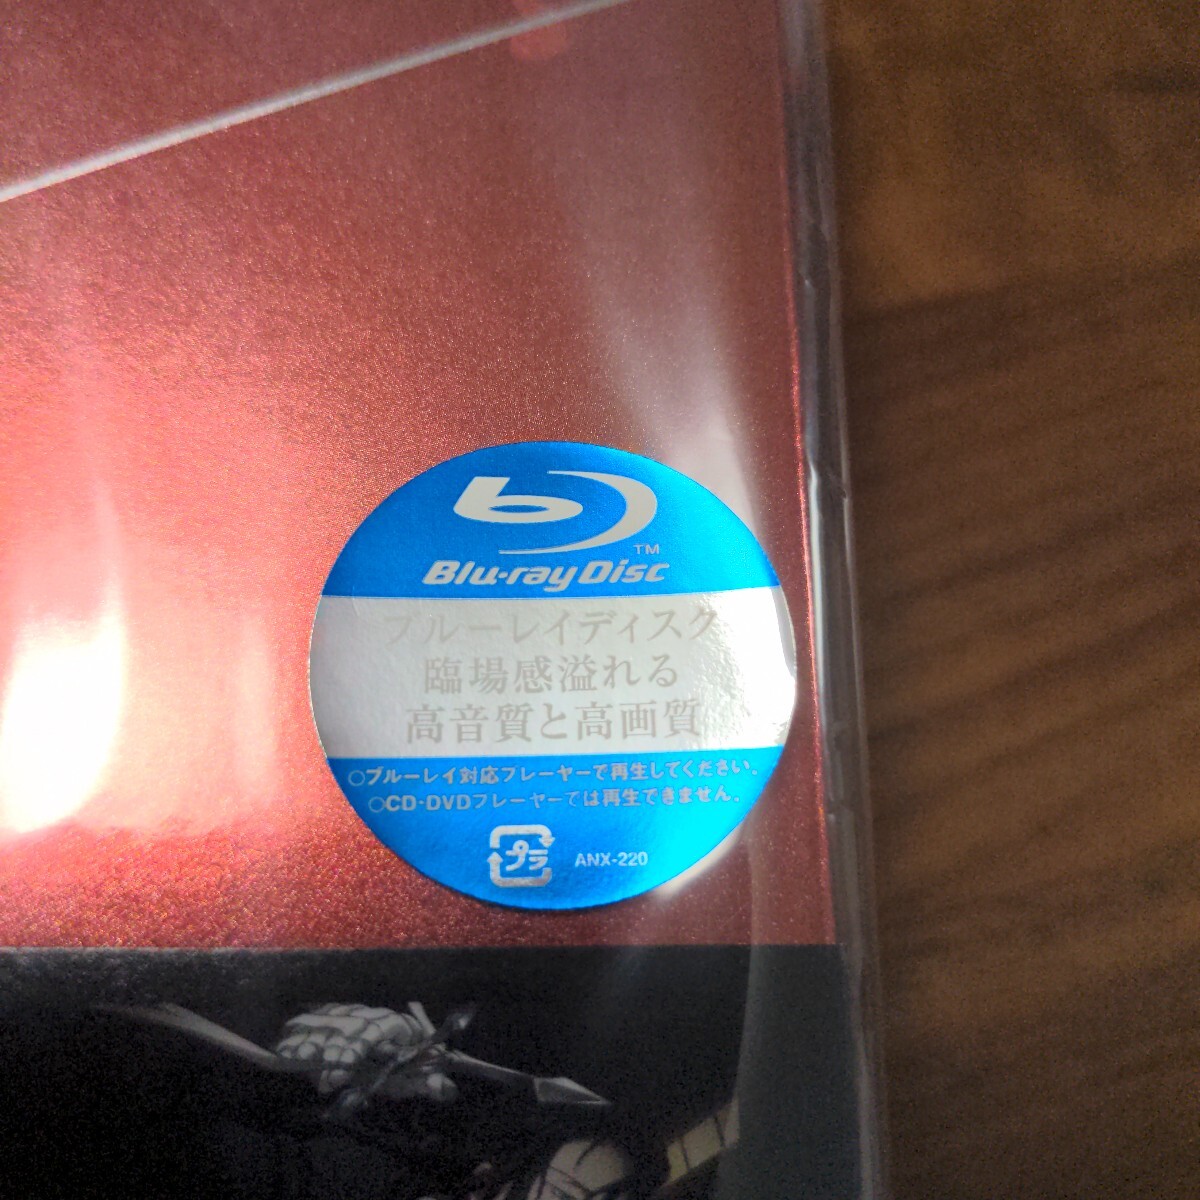 b
TM
Blu-ray Disc
ブルーレイディスク
臨場感溢れる
高音質と高画質
○ブルーレイ対応プレーヤーで再生してください。
○CD・DVDプレーヤーでは再生できません。
プラ
ANX-220